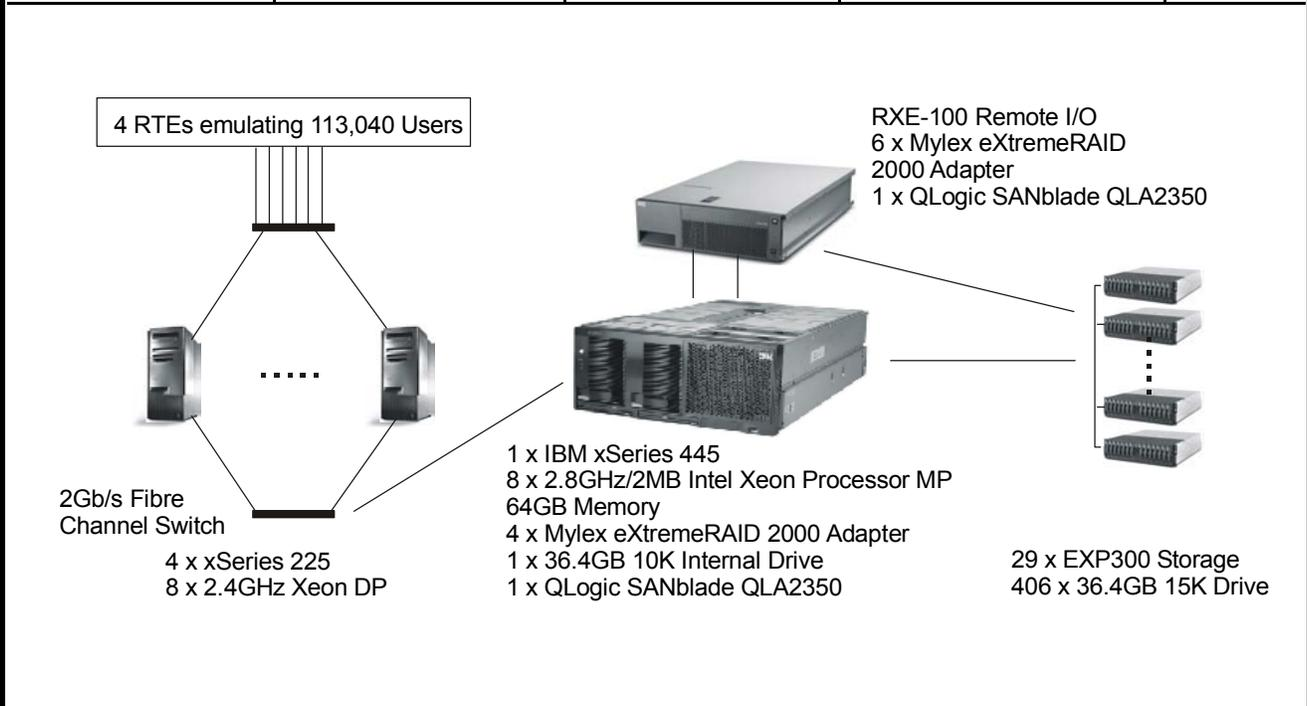 4 RTEs emulating 113,040 Users
RXE-100 Remote I/O
6 x Mylex eXtremeRAID
2000 Adapter
1 x QLogic SANblade QLA2350
2Gb/s Fibre
Channel Switch
4 x xSeries 225
8 x 2.4GHz Xeon DP
1 x IBM xSeries 445
8 x 2.8GHz/2MB Intel Xeon Processor MP
64GB Memory
4 x Mylex eXtremeRAID 2000 Adapter
1 x 36.4GB 10K Internal Drive
1 x QLogic SANblade QLA2350
29 x EXP300 Storage
406 x 36.4GB 15K Drive